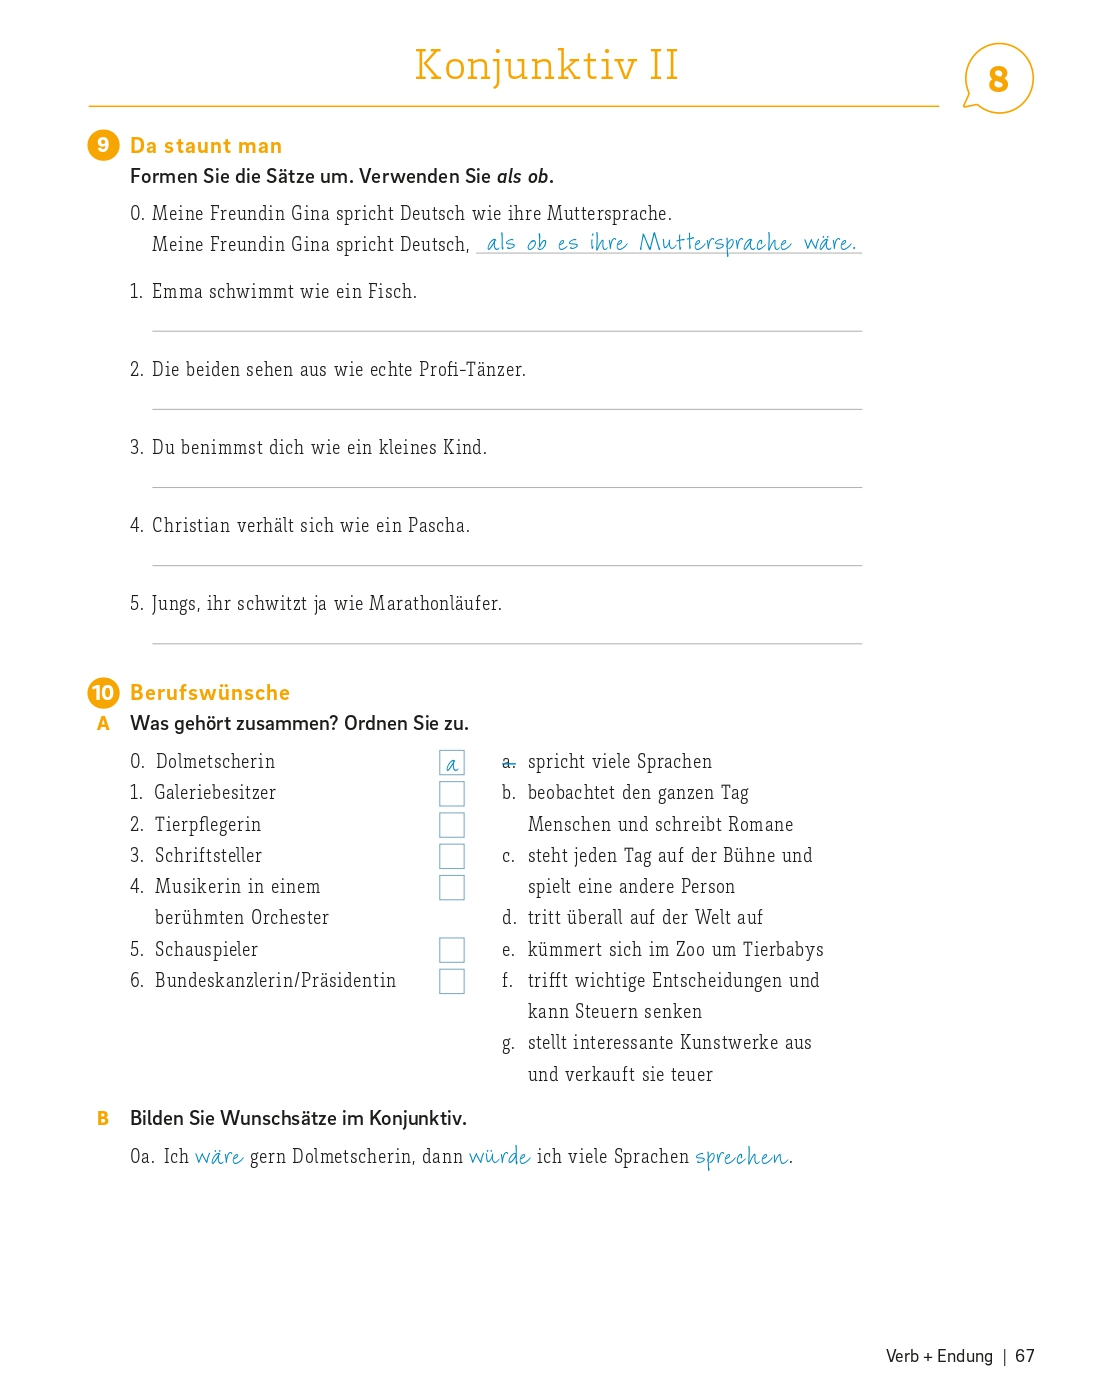 Konjunktiv II
8
9 Da staunt man
Formen Sie die Sätze um. Verwenden Sie als ob.
0. Meine Freundin Gina spricht Deutsch wie ihre Muttersprache.
Meine Freundin Gina spricht Deutsch, als ob es ihre Muttersprache wäre.
1. Emma schwimmt wie ein Fisch.
2. Die beiden sehen aus wie echte Profi-Tänzer.
3. Du benimmst dich wie ein kleines Kind.
4. Christian verhält sich wie ein Pascha.
5. Jungs, ihr schwitzt ja wie Marathonläufer.
10 Berufswünsche
A Was gehört zusammen? Ordnen Sie zu.
0. Dolmetscherin a
1. Galeriebesitzer
2. Tierpflegerin
3. Schriftsteller
4. Musikerin in einem
berühmten Orchester
5. Schauspieler
6. Bundeskanzlerin/Präsidentin
a. spricht viele Sprachen
b. beobachtet den ganzen Tag
Menschen und schreibt Romane
c. steht jeden Tag auf der Bühne und
spielt eine andere Person
d. tritt überall auf der Welt auf
e. kümmert sich im Zoo um Tierbabys
f. trifft wichtige Entscheidungen und
kann Steuern senken
g. stellt interessante Kunstwerke aus
und verkauft sie teuer
B Bilden Sie Wunschsätze im Konjunktiv.
0a. Ich wäre gern Dolmetscherin, dann würde ich viele Sprachen sprechen.
Verb + Endung | 67